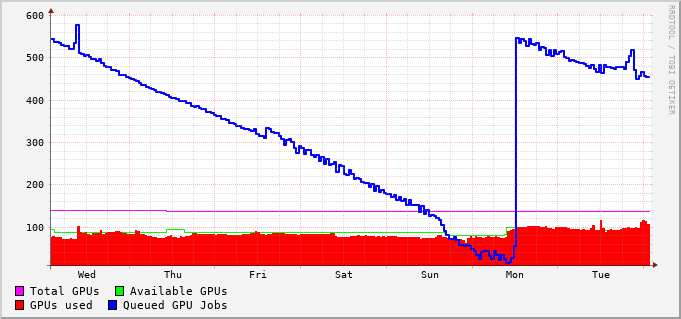 600
500
400
300
200
100
Wed Thu Fri Sat Sun Mon Tue
Total GPUs Available GPUs
GPUs used Queued GPU Jobs
RRDTOOL / TOBI OETIKER